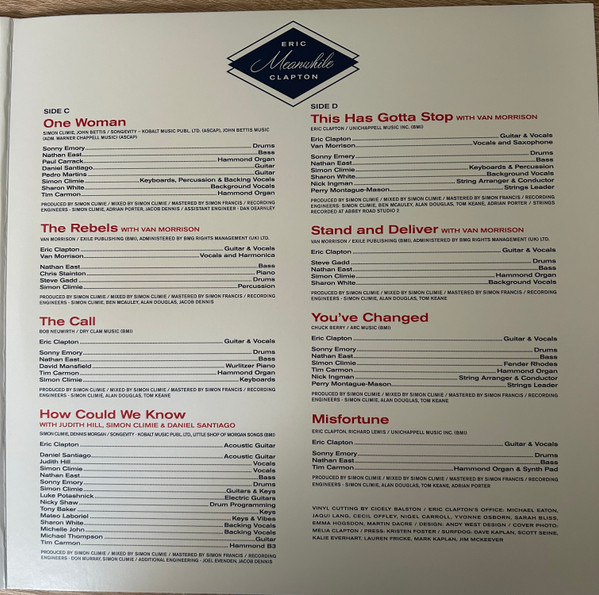 ERIC
Meanwhile
CLAPTON
SIDE C
One Woman
SIMON CLIMIE, JOHN BETTIS / SONGEVITY – KOBALT MUSIC PUBL. LTD. (ASCAP), JOHN BETTIS MUSIC
(ADM. WARNER CHAPPELL MUSIC) (ASCAP)
Sonny Emory Drums
Nathan East Bass
Paul Carrack Hammond Organ
Daniel Santiago Guitar
Pedro Martins Guitar
Simon Climie Keyboards, Percussion & Backing Vocals
Sharon White Background Vocals
Tim Carmon Hammond Organ
PRODUCED BY SIMON CLIMIE / MIXED BY SIMON CLIMIE / MASTERED BY SIMON FRANCIS / RECORDING
ENGINEERS - SIMON CLIMIE, ADRIAN PORTER, JACOB DENNIS / ASSISTANT ENGINEER - DAN DEARNLEY
The Rebels WITH VAN MORRISON
VAN MORRISON / EXILE PUBLISHING (BMI), ADMINISTERED BY BMG RIGHTS MANAGEMENT (UK) LTD.
Eric Clapton Guitar & Vocals
Van Morrison Vocals and Harmonica
Nathan East Bass
Chris Stainton Piano
Steve Gadd Drums
Simon Climie Percussion
PRODUCED BY SIMON CLIMIE / MIXED BY SIMON CLIMIE / MASTERED BY SIMON FRANCIS / RECORDING
ENGINEERS - SIMON CLIMIE, BEN MCAULEY, ALAN DOUGLAS, JACOB DENNIS
The Call
BOB NEUWIRTH / DRY CLAM MUSIC (BMI)
Eric Clapton Guitar & Vocals
Sonny Emory Drums
Nathan East Bass
David Mansfield Wurlitzer Piano
Tim Carmon Hammond Organ
Simon Climie Keyboards
PRODUCED BY SIMON CLIMIE / MIXED BY SIMON CLIMIE / MASTERED BY SIMON FRANCIS / RECORDING
ENGINEERS - SIMON CLIMIE, ALAN DOUGLAS, TOM KEANE
How Could We Know
WITH JUDITH HILL, SIMON CLIMIE & DANIEL SANTIAGO
SIMON CLIMIE, DENNIS MORGAN / SONGEVITY - KOBALT MUSIC PUBL. LTD, LITTLE SHOP OF MORGAN SONGS (BMI)
Eric Clapton Acoustic Guitar
Daniel Santiago Acoustic Guitar
Judith Hill Vocals
Simon Climie Vocals
Nathan East Bass
Sonny Emory Drums
Simon Climie Guitars & Keys
Luke Potashnick Electric Guitars
Nicky Shaw Drum Programming
Tony Baker Keys
Mateo Laboriel Keys & Vibes
Sharon White Backing Vocals
Michelle John Backing Vocals
Michael Thompson Guitar
Tim Carmon Hammond B3
PRODUCED BY SIMON CLIMIE / MIXED BY SIMON CLIMIE / MASTERED BY SIMON FRANCIS / RECORDING
ENGINEERS - DON MURRAY, SIMON CLIMIE / ADDITIONAL ENGINEERING - JOEL EVENDEN, JACOB DENNIS
SIDE D
This Has Gotta Stop WITH VAN MORRISON
ERIC CLAPTON / UNICHAPPELL MUSIC INC. (BMI)
Eric Clapton Guitar & Vocals
Van Morrison Vocals and Saxophone
Sonny Emory Drums
Nathan East Bass
Simon Climie Keyboards & Percussion
Sharon White Background Vocals
Nick Ingman String Arranger & Conductor
Perry Montague-Mason Strings Leader
PRODUCED BY SIMON CLIMIE / MIXED BY SIMON CLIMIE / MASTERED BY SIMON FRANCIS / RECORDING
ENGINEERS: SIMON CLIMIE, BEN MCAULEY, ALAN DOUGLAS, TOM KEANE, ADRIAN PORTER / STRINGS
RECORDED AT ABBEY ROAD STUDIO 2
Stand and Deliver WITH VAN MORRISON
VAN MORRISON / EXILE PUBLISHING (BMI), ADMINISTERED BY BMG RIGHTS MANAGEMENT (UK) LTD.
Eric Clapton Guitar & Vocals
Steve Gadd Drums
Nathan East Bass
Simon Climie Hammond Organ
Sharon White Background Vocals
PRODUCED BY SIMON CLIMIE / MIXED BY SIMON CLIMIE / MASTERED BY SIMON FRANCIS / RECORDING
ENGINEERS - SIMON CLIMIE, ALAN DOUGLAS, TOM KEANE
You've Changed
CHUCK BERRY / ARC MUSIC (BMI)
Eric Clapton Guitar & Vocals
Sonny Emory Drums
Nathan East Bass
Simon Climie Fender Rhodes
Tim Carmon Hammond Organ
Nick Ingman String Arranger & Conductor
Perry Montague-Mason Strings Leader
PRODUCED BY SIMON CLIMIE / MIXED BY SIMON CLIMIE / MASTERED BY SIMON FRANCIS / RECORDING
ENGINEERS - SIMON CLIMIE, ALAN DOUGLAS, TOM KEANE
Misfortune
ERIC CLAPTON, RICHARD LEWIS / UNICHAPPELL MUSIC INC. (BMI)
Eric Clapton Guitar & Vocals
Sonny Emory Drums
Nathan East Bass
Tim Carmon Hammond Organ & Synth Pad
PRODUCED BY SIMON CLIMIE / MIXED BY SIMON CLIMIE / MASTERED BY SIMON FRANCIS / RECORDING
ENGINEERS - SIMON CLIMIE, ALAN DOUGLAS, TOM KEANE, ADRIAN PORTER
VINYL CUTTING BY CICELY BALSTON / ERIC CLAPTON'S OFFICE: MICHAEL EATON,
JAQUI LANG, CECIL OFFLEY, NIGEL CARROLL, YVONNE OSBORN, SARAH BLISS,
EMMA HOGSDON, MARTIN DACRE / DESIGN: ANDY WEST DESIGN / COVER PHOTO:
MELIA CLAPTON / PRESS: KRISTEN FOSTER / SURFDOG: DAVE KAPLAN, SCOTT SEINE,
KALIE EVERHART, LAUREN FRICKE, MARK KAPLAN, JIM MCKEEVER